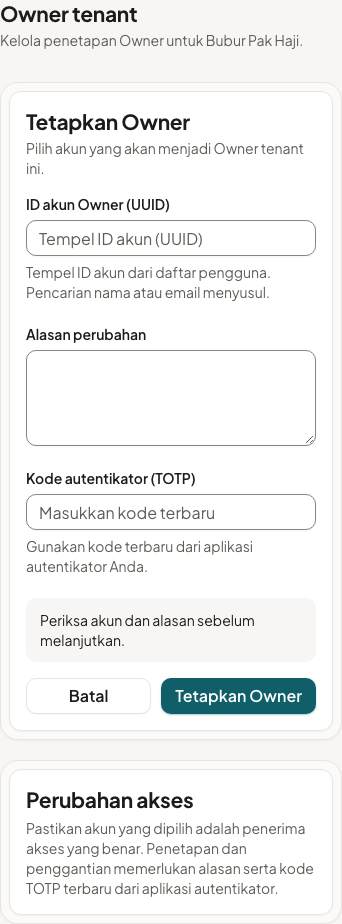 Owner tenant
Kelola penetapan Owner untuk Bubur Pak Haji.
Tetapkan Owner
Pilih akun yang akan menjadi Owner tenant
ini.
ID akun Owner (UUID)
Tempel ID akun (UUID)
Tempel ID akun dari daftar pengguna.
Pencarian nama atau email menyusul.
Alasan perubahan
Kode autentikator (TOTP)
Masukkan kode terbaru
Gunakan kode terbaru dari aplikasi
autentikator Anda.
Periksa akun dan alasan sebelum
melanjutkan.
Batal
Tetapkan Owner
Perubahan akses
Pastikan akun yang dipilih adalah penerima
akses yang benar. Penetapan dan
penggantian memerlukan alasan serta kode
TOTP terbaru dari aplikasi autentikator.